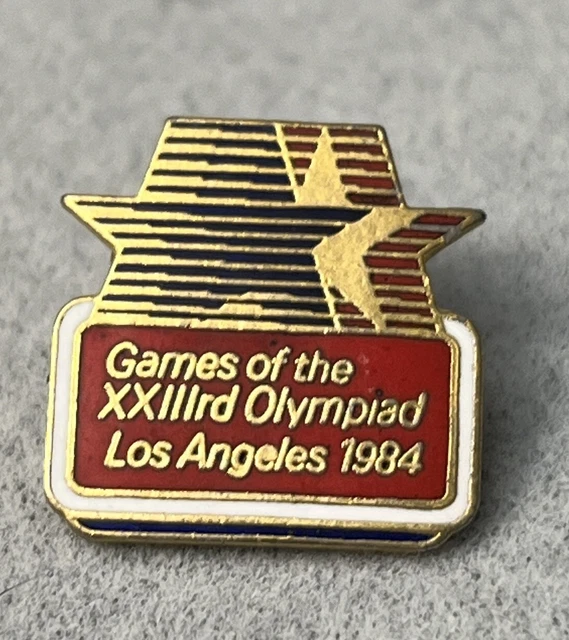 Games of the
XXIIIrd Olympiad
Los Angeles 1984